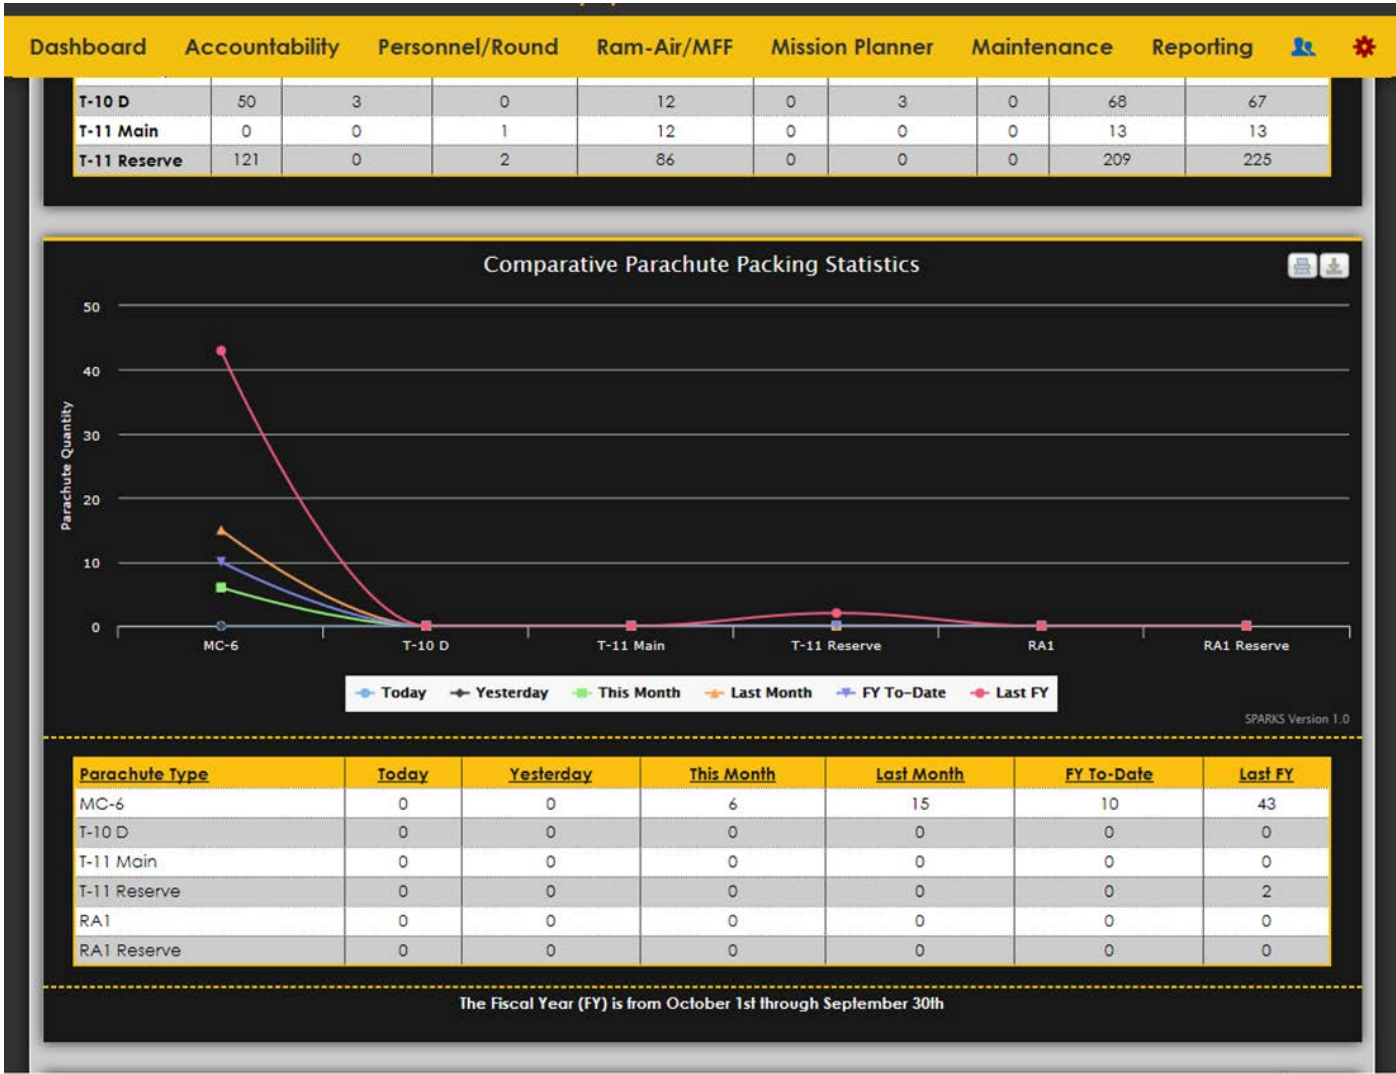 Dashboard Accountability Personnel/Round Ram-Air/MFF Mission Planner Maintenance Reporting
T-10 D 50 3 0 12 0 3 0 68 67
T-11 Main 0 0 1 12 0 0 0 13 13
T-11 Reserve 121 0 2 86 0 0 0 209 225
Comparative Parachute Packing Statistics
50
40
30
20
10
0
Parachute Quantity
MC-6 T-10 D T-11 Main T-11 Reserve RA1 RA1 Reserve
Today Yesterday This Month Last Month FY To-Date Last FY
SPARKS Version 1.0
Parachute Type Today Yesterday This Month Last Month FY To-Date Last FY
MC-6 0 0 6 15 10 43
T-10 D 0 0 0 0 0 0
T-11 Main 0 0 0 0 0 0
T-11 Reserve 0 0 0 0 0 2
RA1 0 0 0 0 0 0
RA1 Reserve 0 0 0 0 0 0
The Fiscal Year (FY) is from October 1st through September 30th